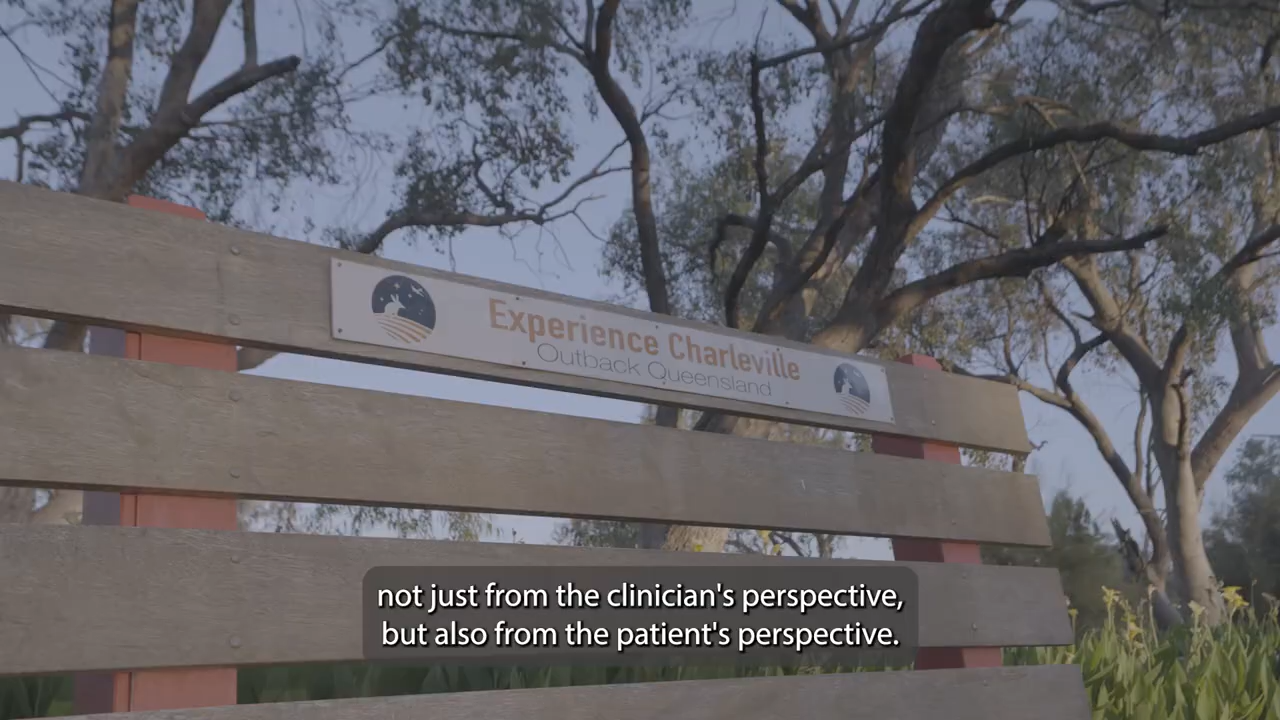 Experience Charleville
Outback Queensland
not just from the clinician's perspective,
but also from the patient's perspective.